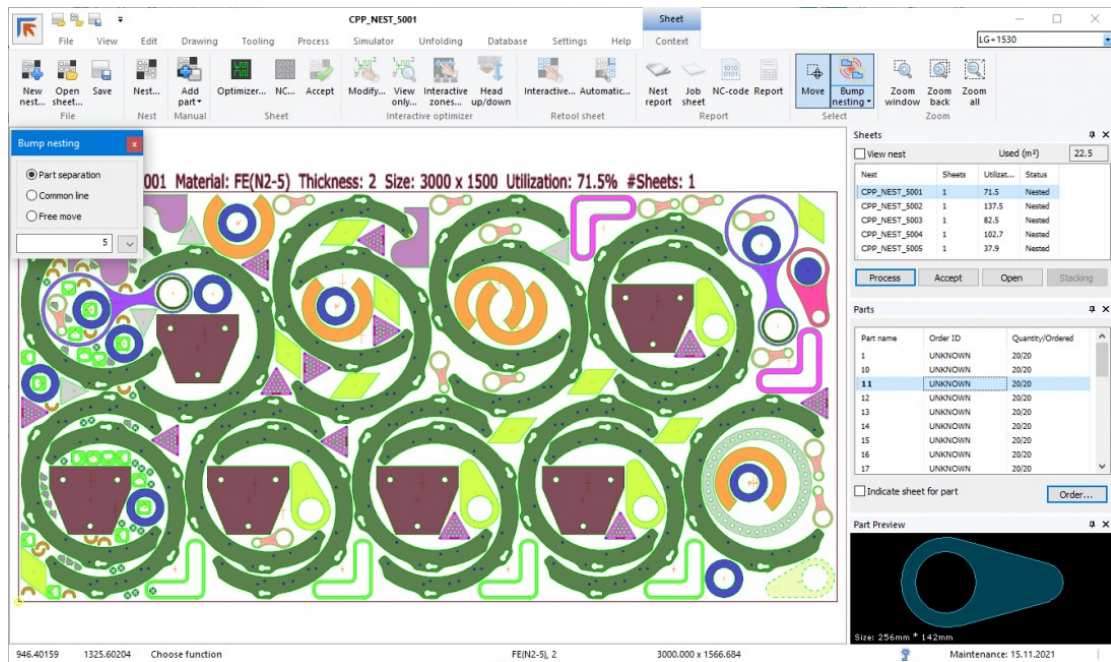 CPP_NEST_5001
Sheet
File View Edit Drawing Tooling Process Simulator Unfolding Database Settings Help Context
LG+1530
New nest... Open sheet... Save Nest... Add part Optimizer... NC... Accept Modify... View only... Interactive zones... Head up/down Interactive... Automatic... Nest report Job sheet NC-code Report Move Bump nesting Zoom window Zoom back Zoom all
File Nest Manual Sheet Interactive optimizer Retool sheet Report Select Zoom
Bump nesting
Part separation
Common line
Free move
5
001 Material: FE(N2-5) Thickness: 2 Size: 3000 x 1500 Utilization: 71.5% #Sheets: 1
Sheets
View nest Used (m²) 22.5
Nest Sheets Utilizat... Status
CPP_NEST_5001 1 71.5 Nested
CPP_NEST_5002 1 137.5 Nested
CPP_NEST_5003 1 82.5 Nested
CPP_NEST_5004 1 102.7 Nested
CPP_NEST_5005 1 37.9 Nested
Process Accept Open Stacking
Parts
Part name Order ID Quantity/Ordered
1 UNKNOWN 20/20
10 UNKNOWN 20/20
11 UNKNOWN 20/20
12 UNKNOWN 20/20
13 UNKNOWN 20/20
14 UNKNOWN 20/20
15 UNKNOWN 20/20
16 UNKNOWN 20/20
17 UNKNOWN 20/20
Indicate sheet for part Order...
Part Preview
Size: 256mm * 142mm
946.40159 1325.60204 Choose function FE(N2-5), 2 3000.000 x 1566.684 Maintenance: 15.11.2021